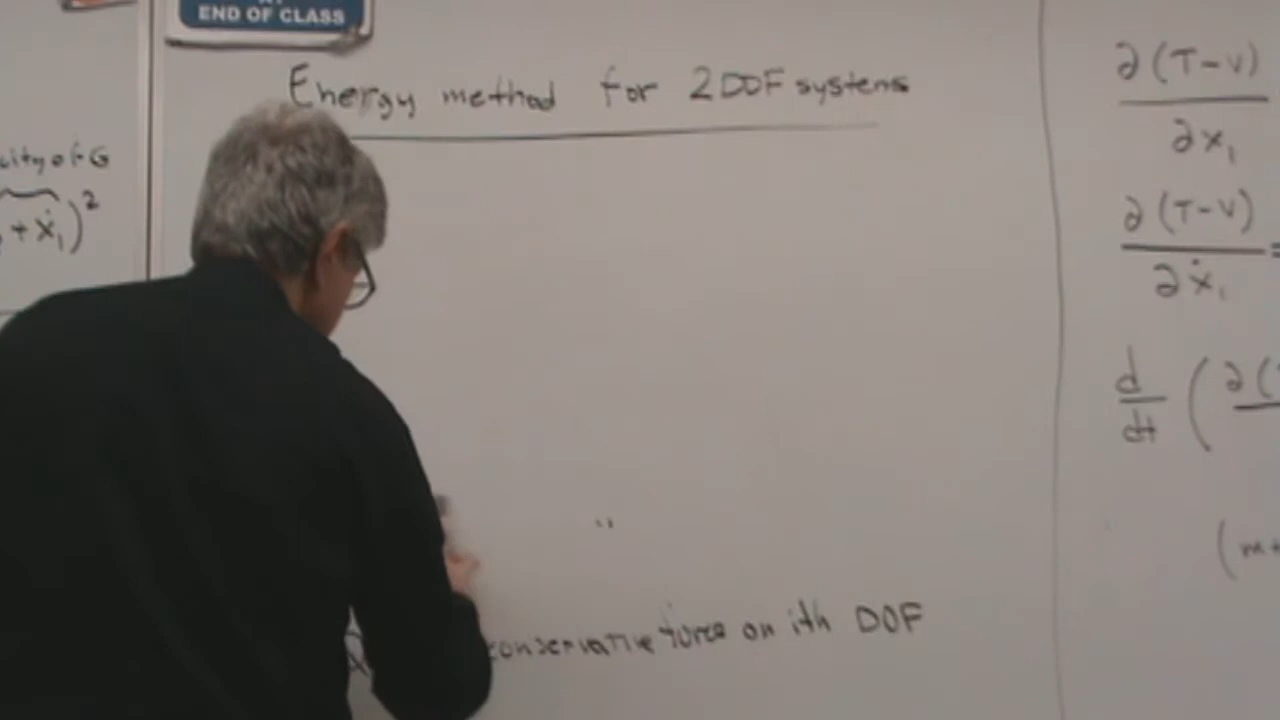 END OF CLASS
Energy method for 2DOF systems
city of G
+ẋ₁)²
conservative force on ith DOF
∂(T-V)
∂x₁
∂(T-V) =
∂ẋ₁
d/dt (∂(
(m+